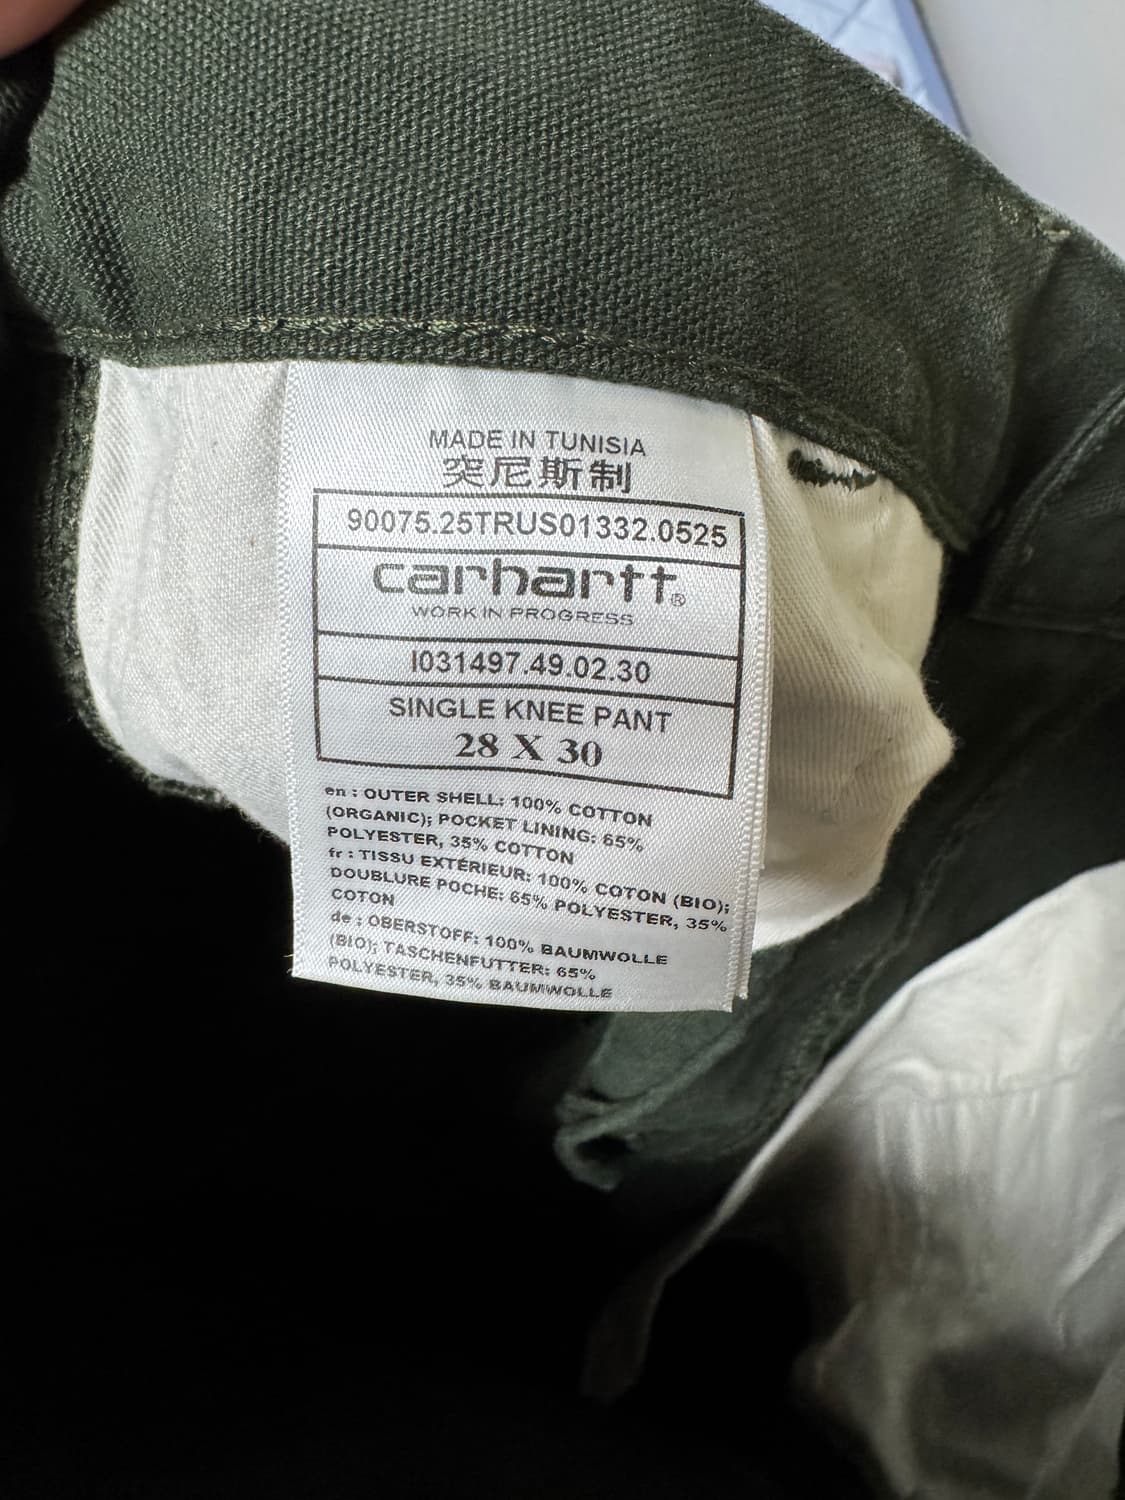 MADE IN TUNISIA
突尼斯制
90075.25TRUS01332.0525
carhartt®
WORK IN PROGRESS
I031497.49.02.30
SINGLE KNEE PANT
28 X 30
en : OUTER SHELL: 100% COTTON
(ORGANIC); POCKET LINING: 65%
POLYESTER, 35% COTTON
fr : TISSU EXTÉRIEUR: 100% COTON (BIO);
DOUBLURE POCHE: 65% POLYESTER, 35%
COTON
de : OBERSTOFF: 100% BAUMWOLLE
(BIO); TASCHENFUTTER: 65%
POLYESTER, 35% BAUMWOLLE